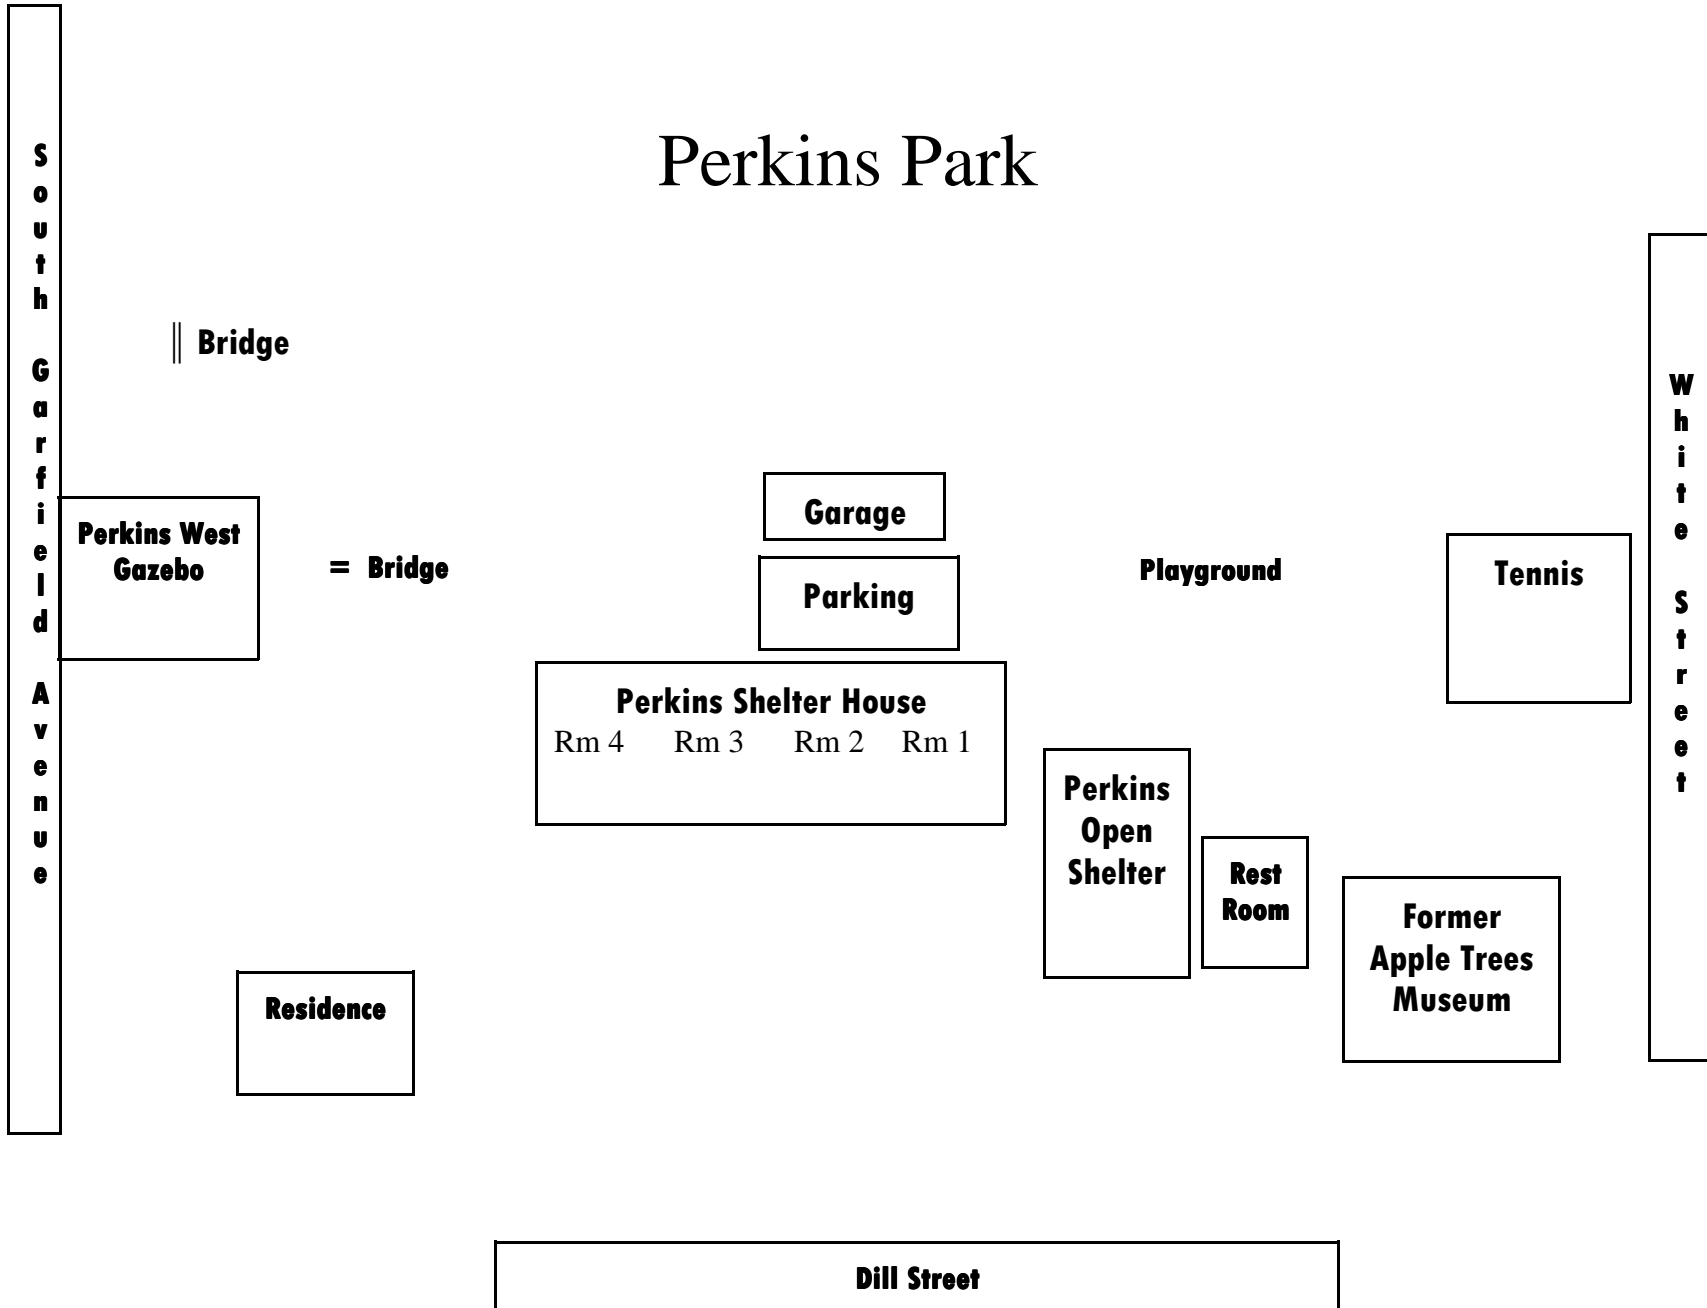 Perkins Park
South Garfield Avenue
White Street
|| Bridge
Garage
Perkins West
Gazebo
= Bridge
Parking
Playground
Tennis
Perkins Shelter House
Rm 4 Rm 3 Rm 2 Rm 1
Perkins
Open
Shelter
Rest
Room
Former
Apple Trees
Museum
Residence
Dill Street